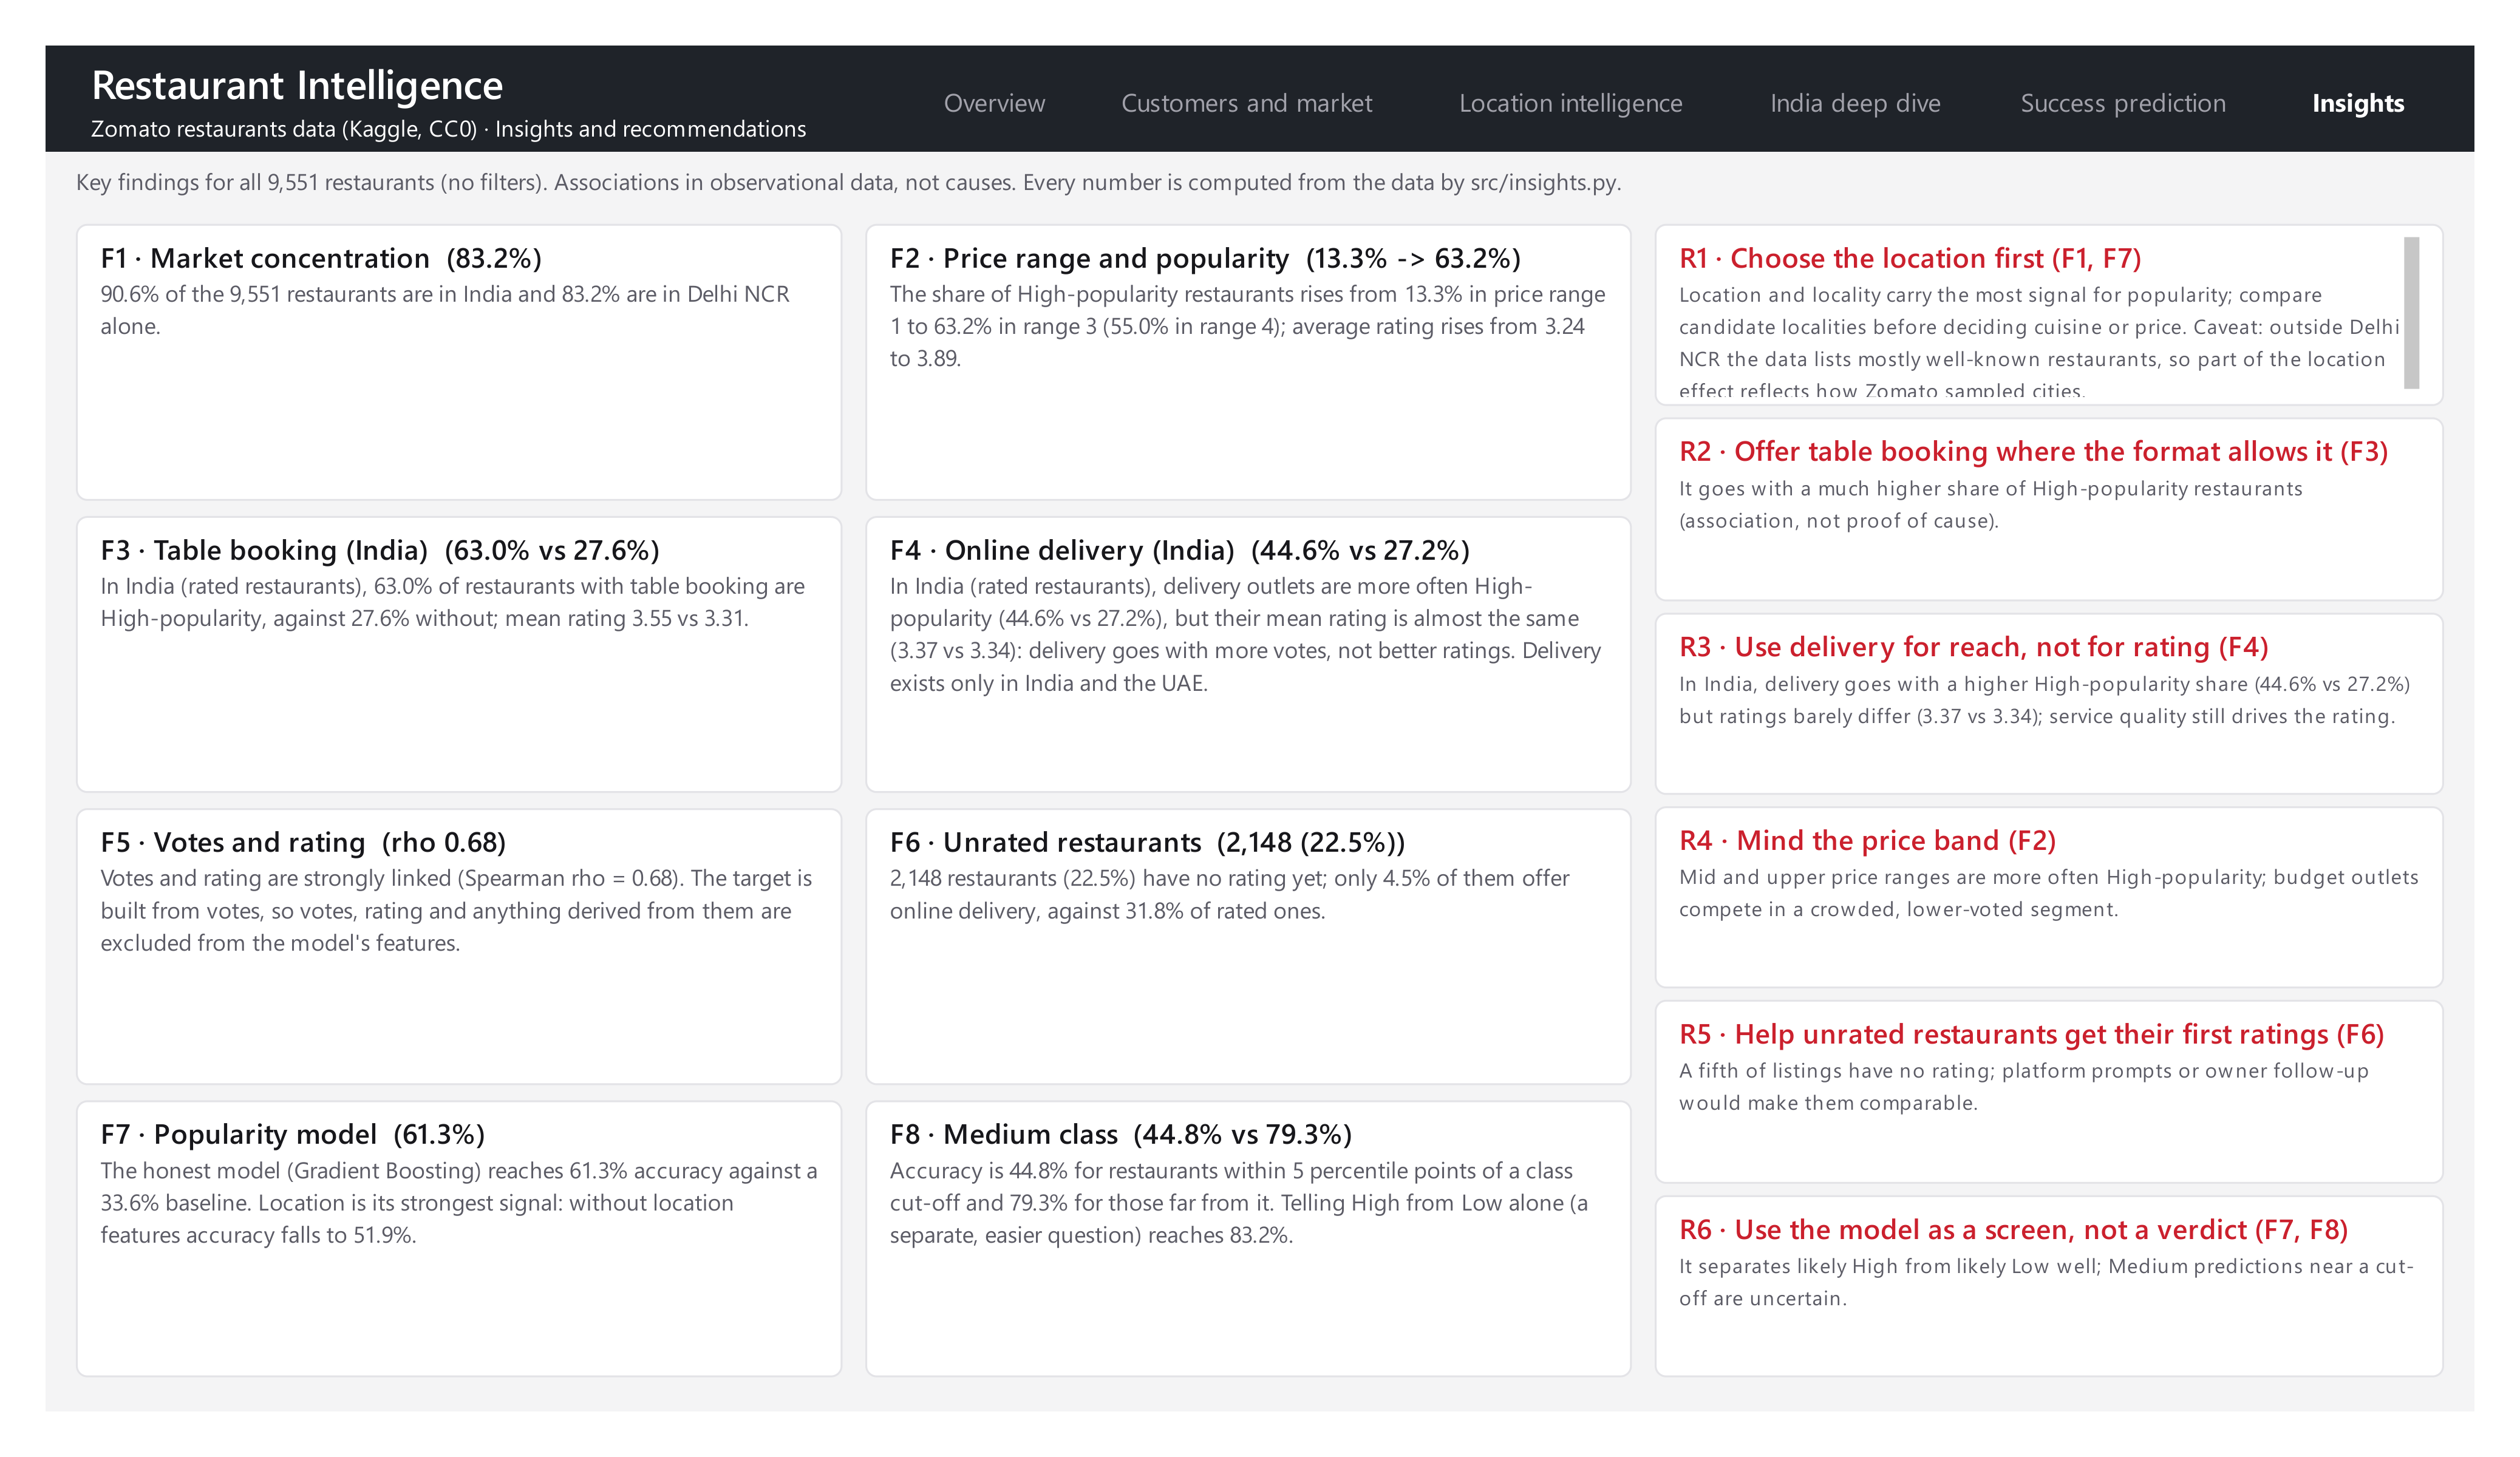 Restaurant Intelligence
Zomato restaurants data (Kaggle, CC0) · Insights and recommendations
Overview
Customers and market
Location intelligence
India deep dive
Success prediction
Insights
Key findings for all 9,551 restaurants (no filters). Associations in observational data, not causes. Every number is computed from the data by src/insights.py.
F1 · Market concentration (83.2%)
90.6% of the 9,551 restaurants are in India and 83.2% are in Delhi NCR
alone.
F2 · Price range and popularity (13.3% -> 63.2%)
The share of High-popularity restaurants rises from 13.3% in price range
1 to 63.2% in range 3 (55.0% in range 4); average rating rises from 3.24
to 3.89.
F3 · Table booking (India) (63.0% vs 27.6%)
In India (rated restaurants), 63.0% of restaurants with table booking are
High-popularity, against 27.6% without; mean rating 3.55 vs 3.31.
F4 · Online delivery (India) (44.6% vs 27.2%)
In India (rated restaurants), delivery outlets are more often High-
popularity (44.6% vs 27.2%), but their mean rating is almost the same
(3.37 vs 3.34): delivery goes with more votes, not better ratings. Delivery
exists only in India and the UAE.
F5 · Votes and rating (rho 0.68)
Votes and rating are strongly linked (Spearman rho = 0.68). The target is
built from votes, so votes, rating and anything derived from them are
excluded from the model's features.
F6 · Unrated restaurants (2,148 (22.5%))
2,148 restaurants (22.5%) have no rating yet; only 4.5% of them offer
online delivery, against 31.8% of rated ones.
F7 · Popularity model (61.3%)
The honest model (Gradient Boosting) reaches 61.3% accuracy against a
33.6% baseline. Location is its strongest signal: without location
features accuracy falls to 51.9%.
F8 · Medium class (44.8% vs 79.3%)
Accuracy is 44.8% for restaurants within 5 percentile points of a class
cut-off and 79.3% for those far from it. Telling High from Low alone (a
separate, easier question) reaches 83.2%.
R1 · Choose the location first (F1, F7)
Location and locality carry the most signal for popularity; compare
candidate localities before deciding cuisine or price. Caveat: outside Delhi
NCR the data lists mostly well-known restaurants, so part of the location
effect reflects how Zomato sampled cities.
R2 · Offer table booking where the format allows it (F3)
It goes with a much higher share of High-popularity restaurants
(association, not proof of cause).
R3 · Use delivery for reach, not for rating (F4)
In India, delivery goes with a higher High-popularity share (44.6% vs 27.2%)
but ratings barely differ (3.37 vs 3.34); service quality still drives the rating.
R4 · Mind the price band (F2)
Mid and upper price ranges are more often High-popularity; budget outlets
compete in a crowded, lower-voted segment.
R5 · Help unrated restaurants get their first ratings (F6)
A fifth of listings have no rating; platform prompts or owner follow-up
would make them comparable.
R6 · Use the model as a screen, not a verdict (F7, F8)
It separates likely High from likely Low well; Medium predictions near a cut-
off are uncertain.